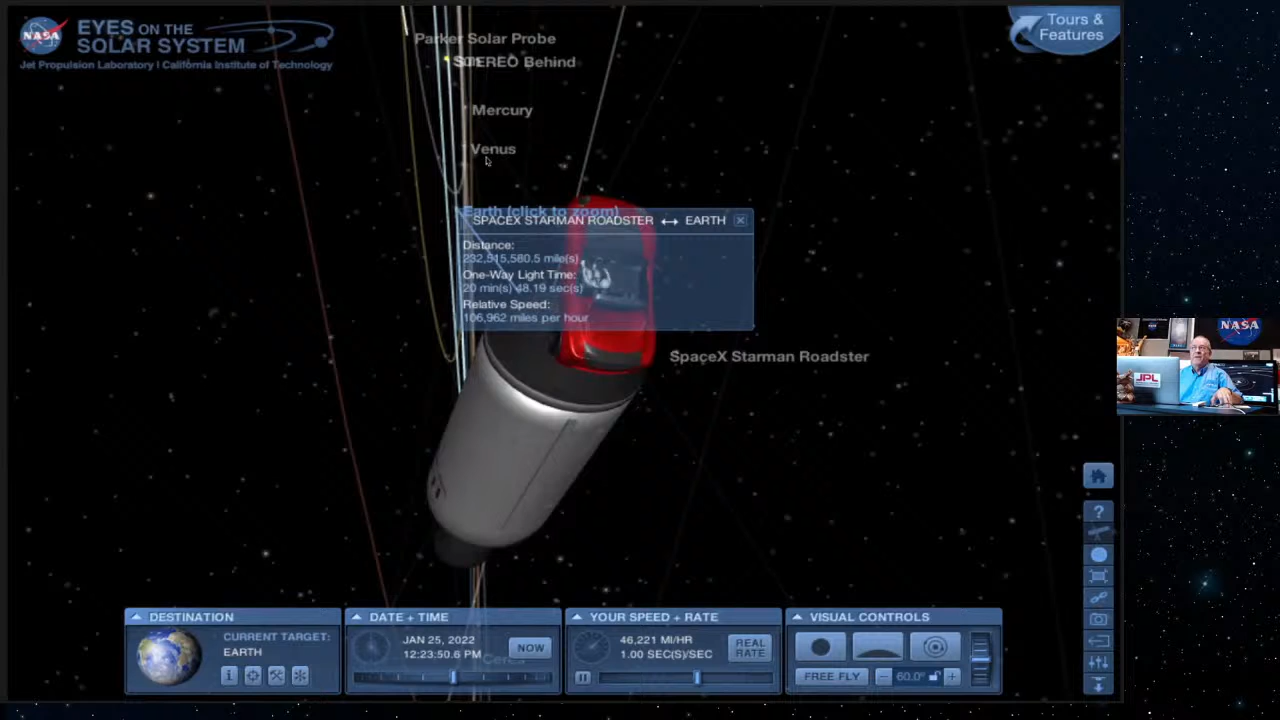 NASA
EYES ON THE
SOLAR SYSTEM
Jet Propulsion Laboratory | California Institute of Technology
Tours &
Features
Parker Solar Probe
STEREO Behind
Mercury
Venus
Earth (click to zoom)
SPACEX STARMAN ROADSTER ↔ EARTH
Distance:
232,515,580.5 mile(s)
One-Way Light Time:
20 min(s) 48.19 sec(s)
Relative Speed:
106,962 miles per hour
SpaceX Starman Roadster
NASA
JPL
DESTINATION
CURRENT TARGET:
EARTH
DATE + TIME
JAN 25, 2022
12:23:50.6 PM
NOW
Ceres
YOUR SPEED + RATE
46,221 MI/HR
1.00 SEC(S)/SEC
REAL
RATE
VISUAL CONTROLS
FREE FLY
60.0°
?